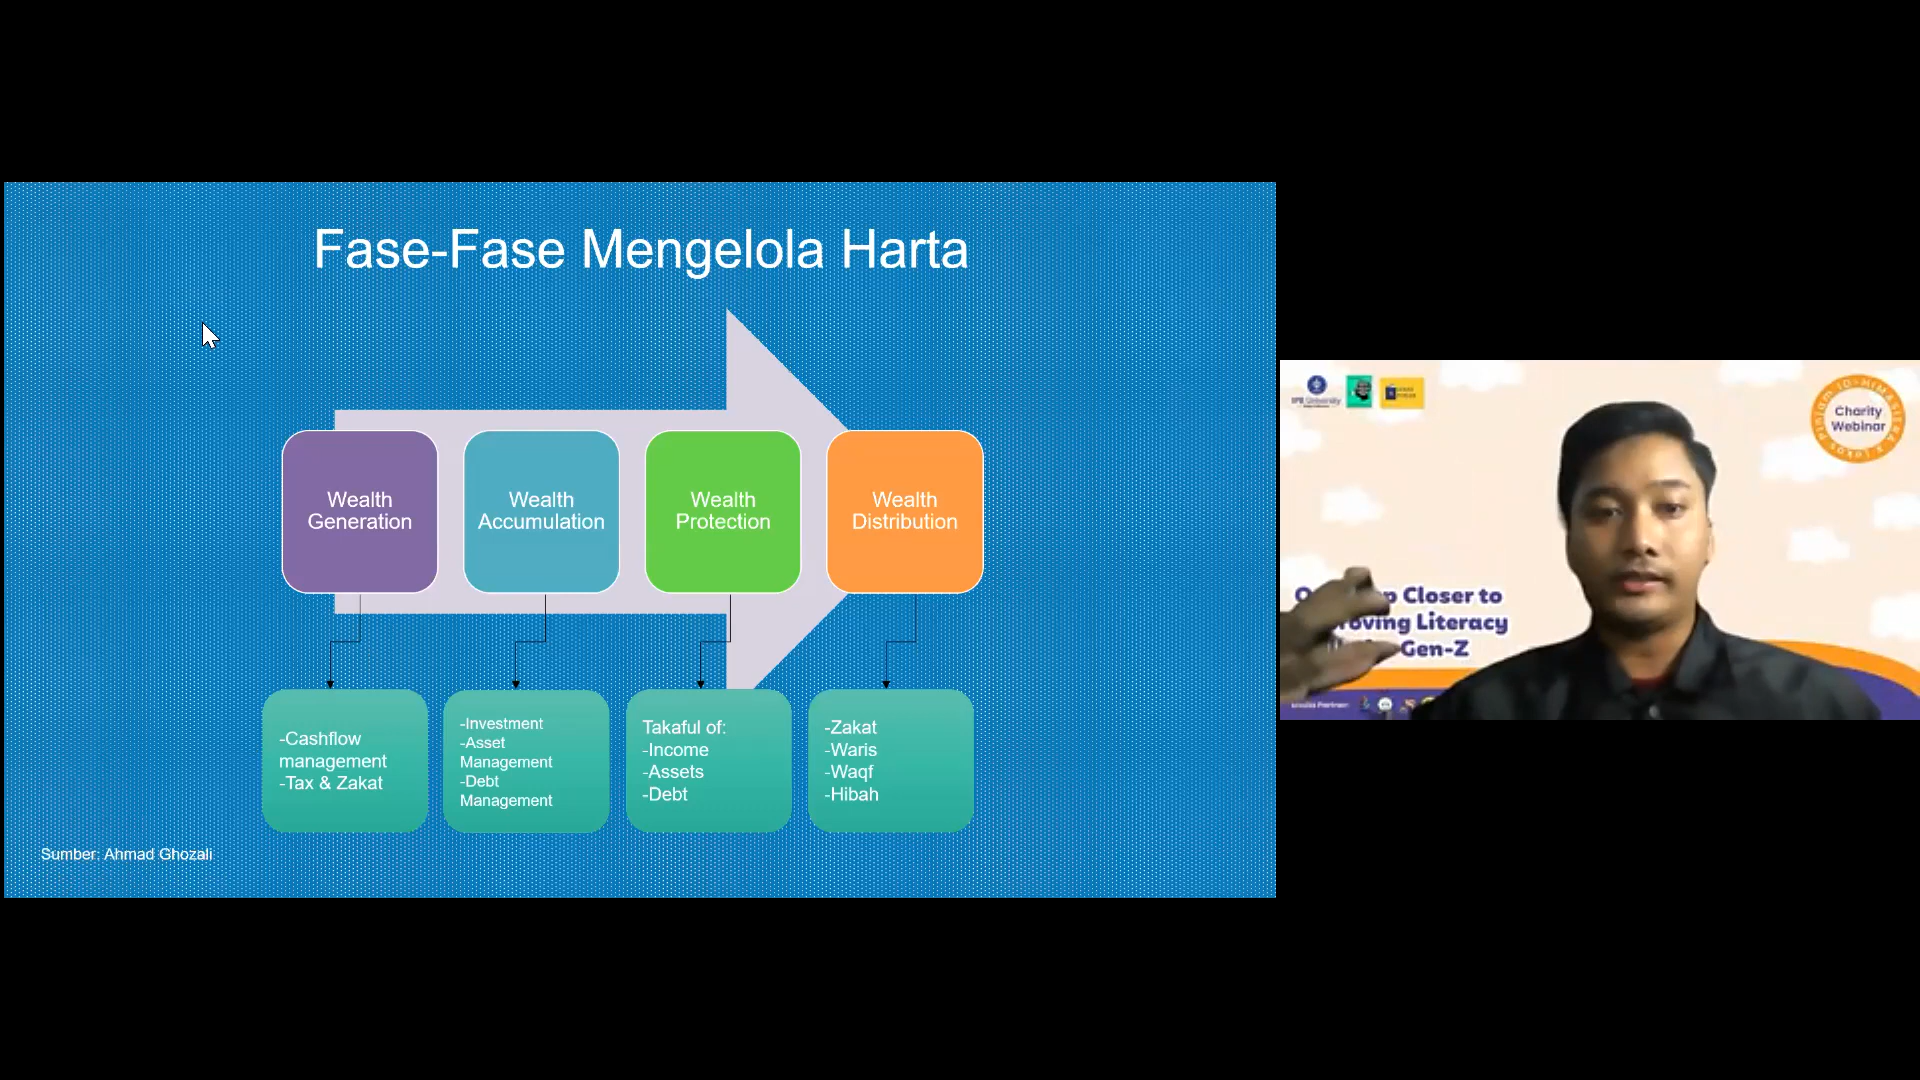 Fase-Fase Mengelola Harta
Wealth
Generation
Wealth
Accumulation
Wealth
Protection
Wealth
Distribution
-Cashflow
management
-Tax & Zakat
-Investment
-Asset
Management
-Debt
Management
Takaful of:
-Income
-Assets
-Debt
-Zakat
-Waris
-Waqf
-Hibah
Sumber: Ahmad Ghozali
IPB University
Charity
Webinar
Closer to
Literacy
Gen-Z